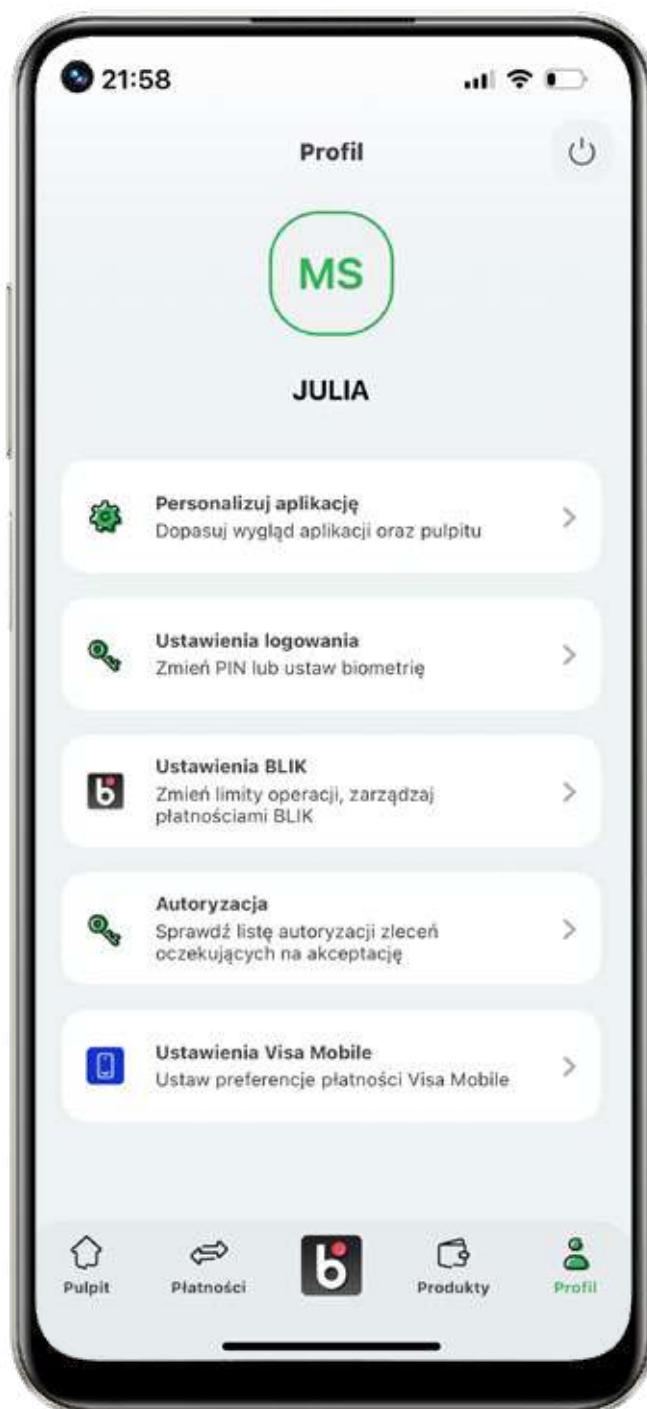 21:58
Profil
MS
JULIA
Personalizuj aplikację
Dopasuj wygląd aplikacji oraz pulpitu
Ustawienia logowania
Zmień PIN lub ustaw biometrię
Ustawienia BLIK
Zmień limity operacji, zarządzaj
płatnościami BLIK
Autoryzacja
Sprawdź listę autoryzacji zleceń
oczekujących na akceptację
Ustawienia Visa Mobile
Ustaw preferencje płatności Visa Mobile
Pulpit
Płatności
Produkty
Profil